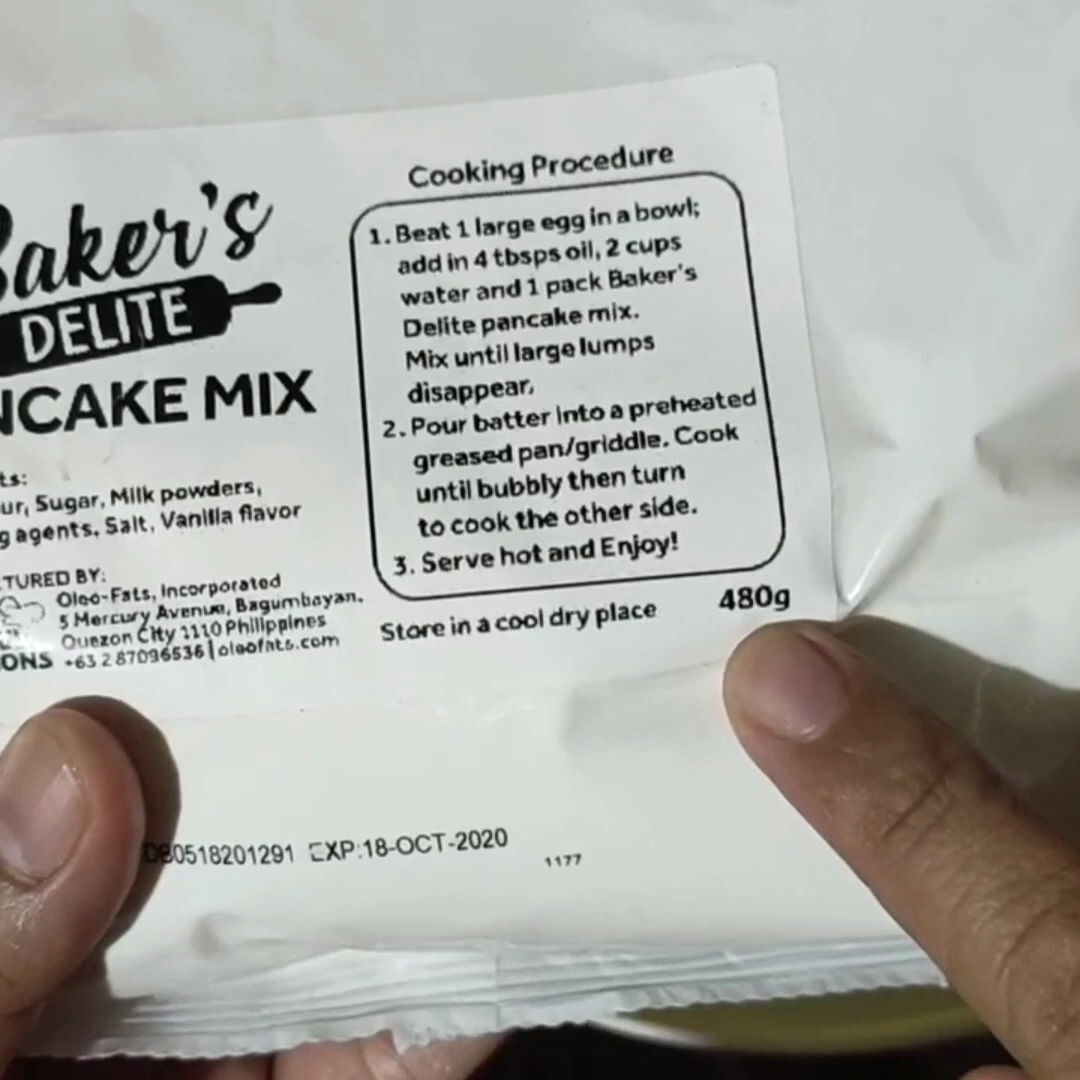 Baker's
DELITE
NCAKE MIX
ts:
ur, Sugar, Milk powders,
g agents, Salt, Vanilla flavor
TURED BY:
Oleo-Fats, Incorporated
5 Mercury Avenue, Bagumbayan.
Quezon City 1110 Philippines
ONS +63 2 87096536 | oleofats.com
Cooking Procedure
1. Beat 1 large egg in a bowl;
add in 4 tbsps oil, 2 cups
water and 1 pack Baker's
Delite pancake mix.
Mix until large lumps
disappear.
2. Pour batter into a preheated
greased pan/griddle. Cook
until bubbly then turn
to cook the other side.
3. Serve hot and Enjoy!
Store in a cool dry place 480g
DB0518201291 EXP:18-OCT-2020
1177